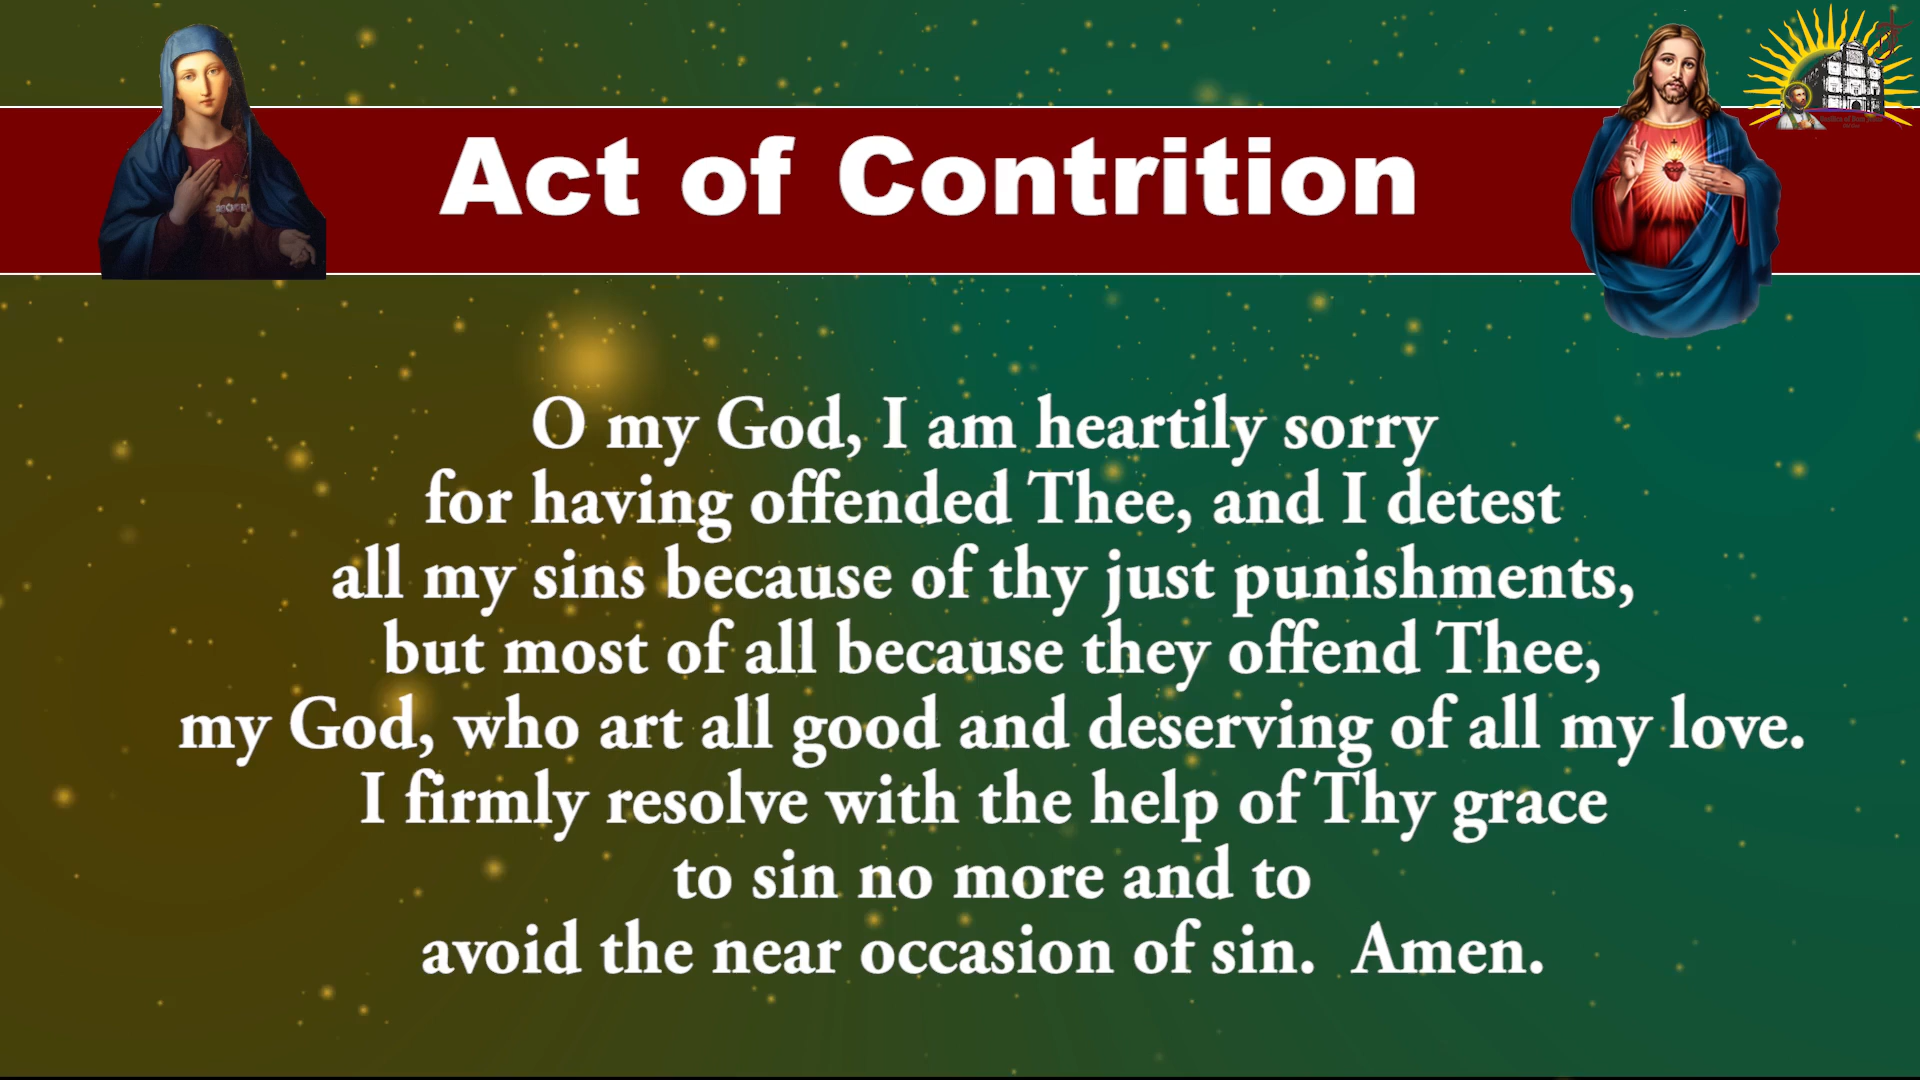 Act of Contrition
O my God, I am heartily sorry
for having offended Thee, and I detest
all my sins because of thy just punishments,
but most of all because they offend Thee,
my God, who art all good and deserving of all my love.
I firmly resolve with the help of Thy grace
to sin no more and to
avoid the near occasion of sin.  Amen.